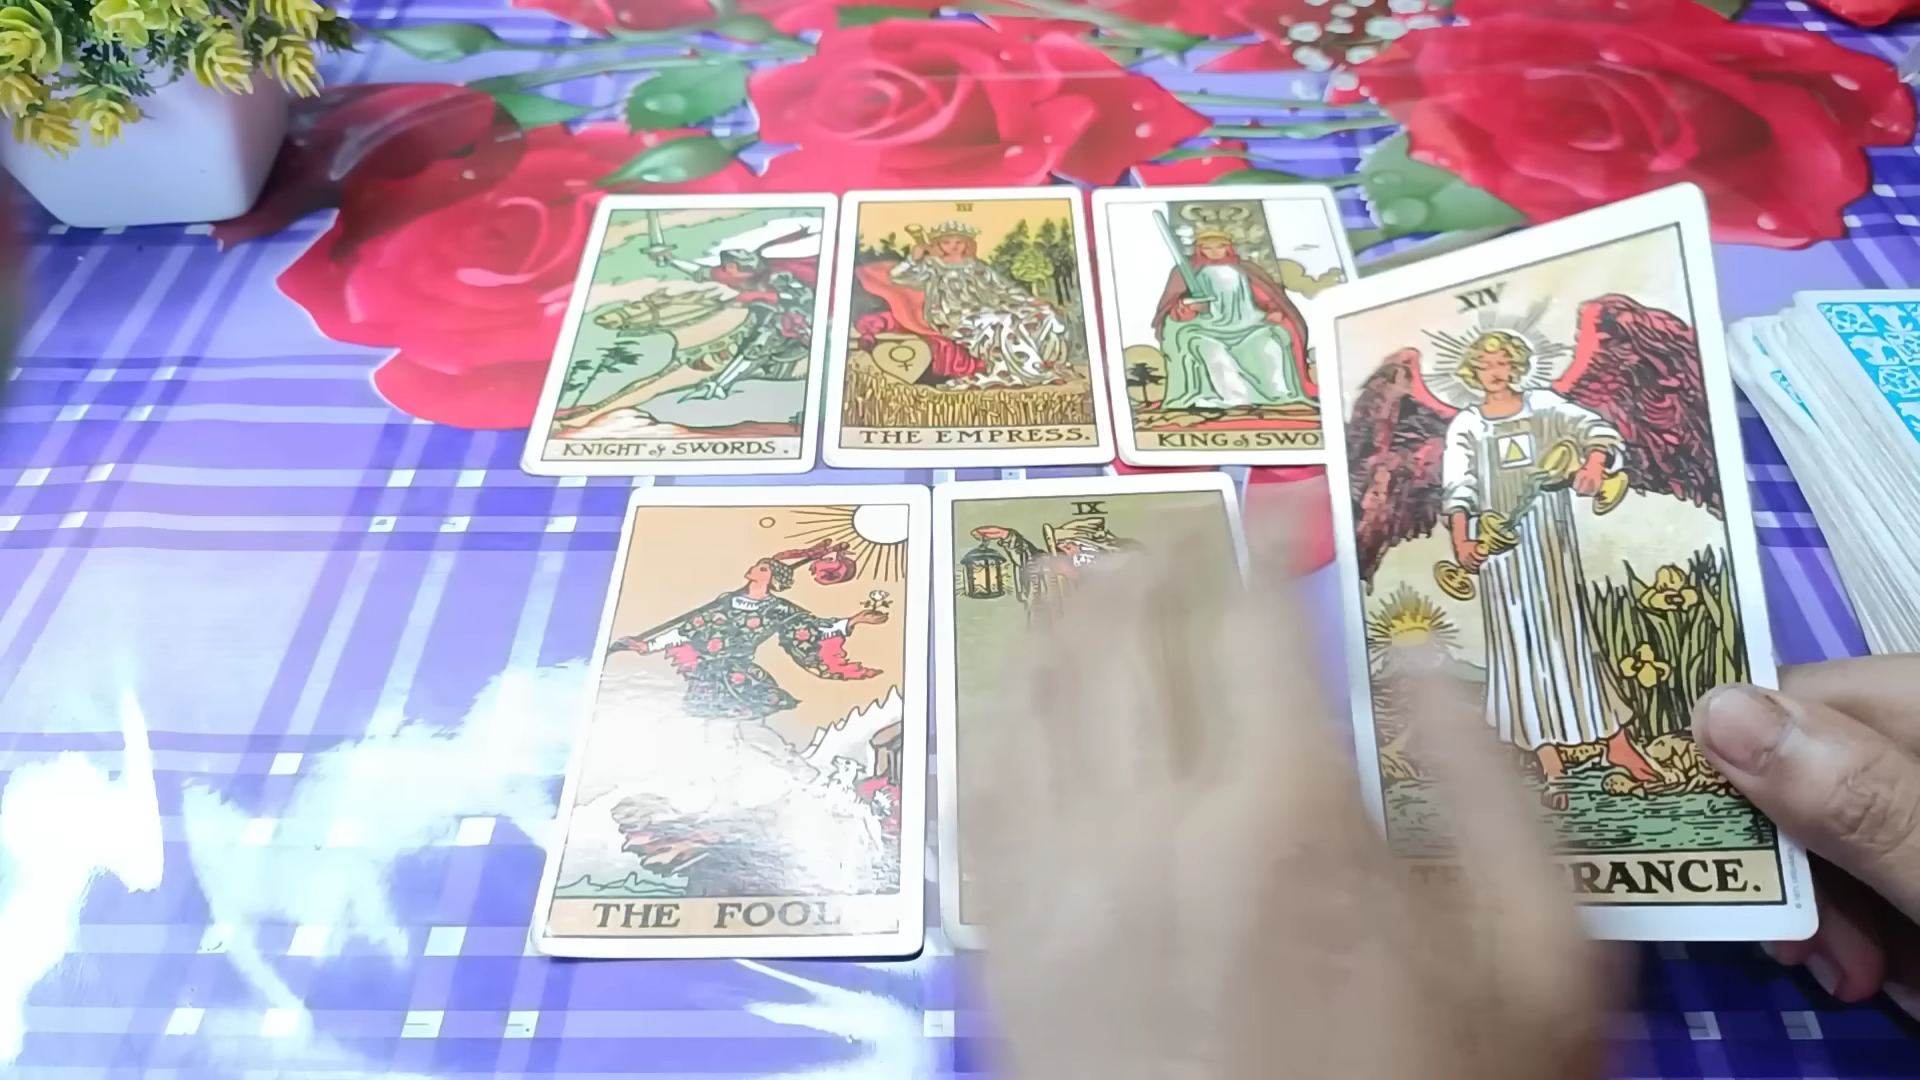 III
XIV
KNIGHT of SWORDS.
THE EMPRESS.
KING of SWO
IX
THE FOOL
RANCE.